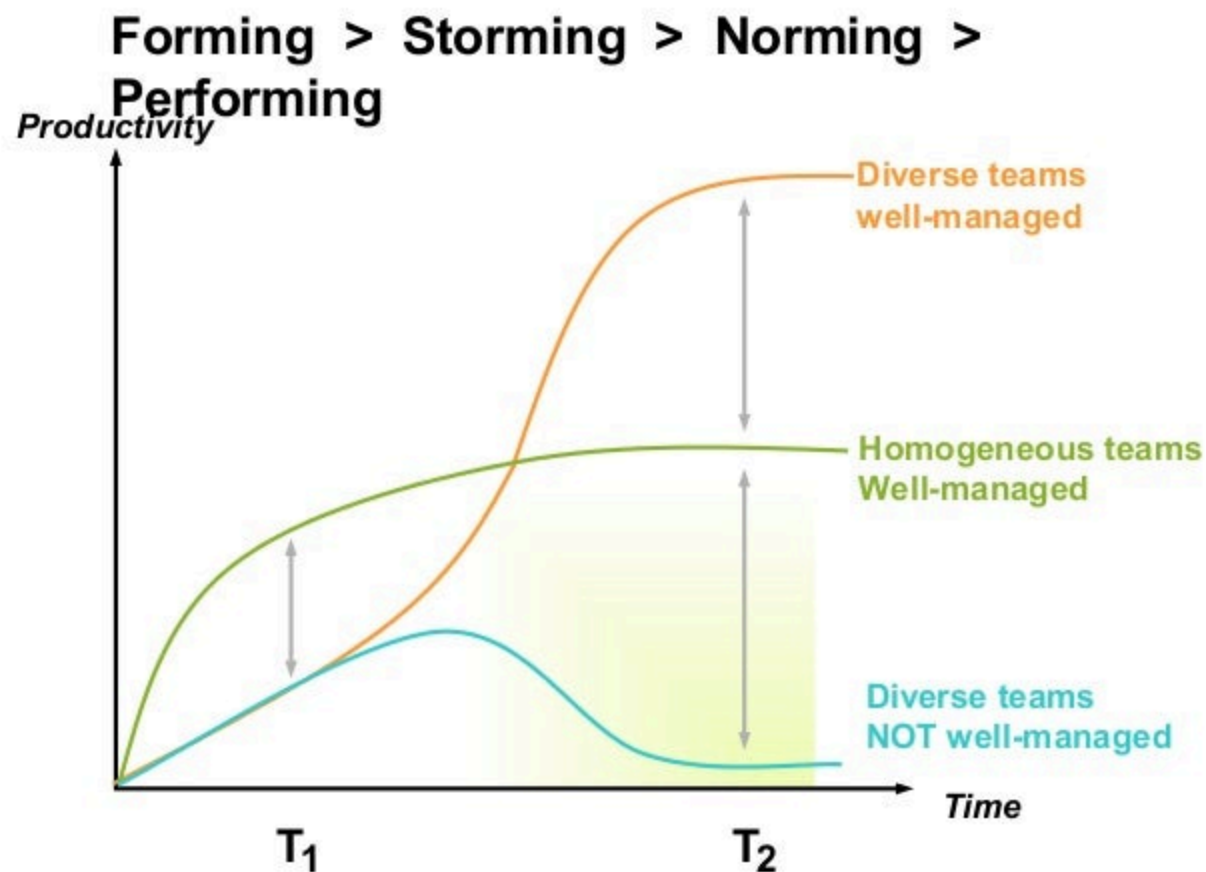 Forming > Storming > Norming >
Performing
Productivity
Diverse teams
well-managed
Homogeneous teams
Well-managed
Diverse teams
NOT well-managed
Time
T1
T2